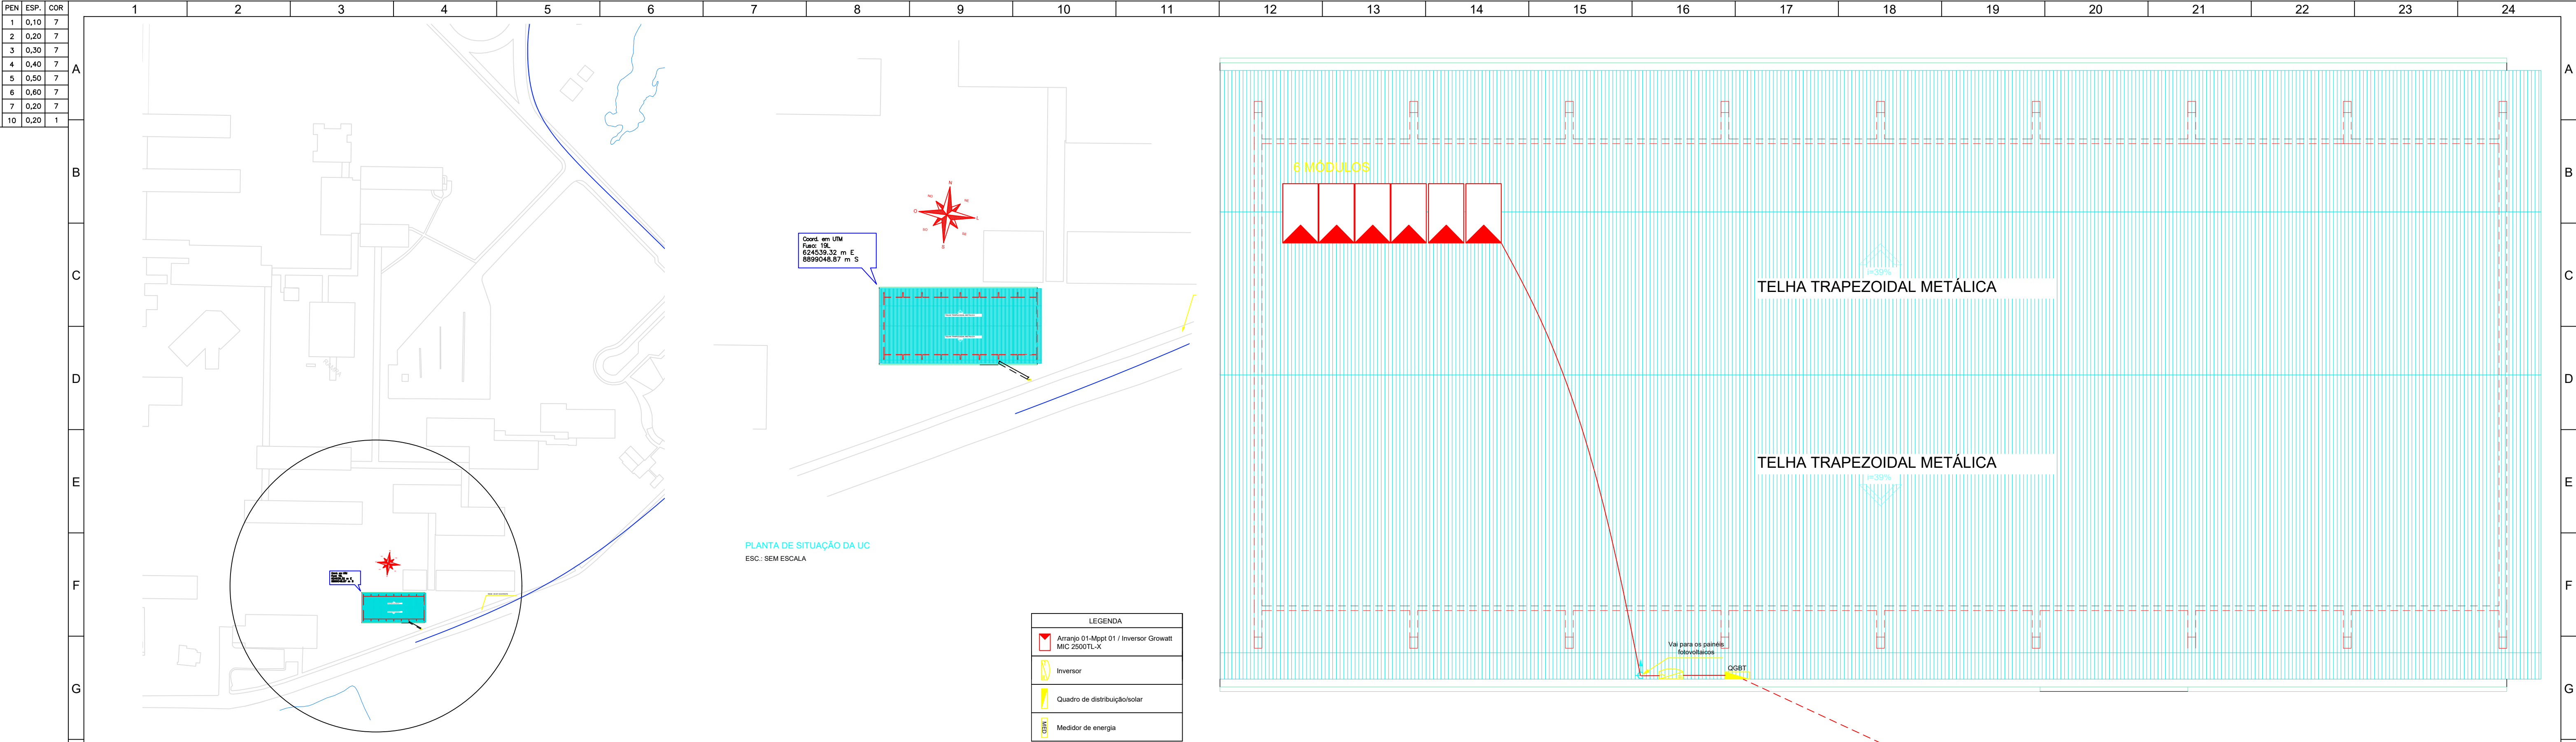 PEN ESP. COR
1 0,10 7
2 0,20 7
3 0,30 7
4 0,40 7
5 0,50 7
6 0,60 7
7 0,20 7
10 0,20 1
1 2 3 4 5 6 7 8 9 10 11 12 13 14 15 16 17 18 19 20 21 22 23 24
A
B
C
D
E
F
G
N
Coord. em UTM
Fuso: 19L
624539.32 m E
8899048.87 m S
PLANTA DE SITUAÇÃO DA UC
ESC.: SEM ESCALA
LEGENDA
Arranjo 01-Mppt 01 / Inversor Growatt
MIC 2500TL-X
Inversor
Quadro de distribuição/solar
MED
Medidor de energia
6 MÓDULOS
TELHA TRAPEZOIDAL METÁLICA
TELHA TRAPEZOIDAL METÁLICA
Vai para os painéis
fotovoltaicos
QGBT
A
B
C
D
E
F
G